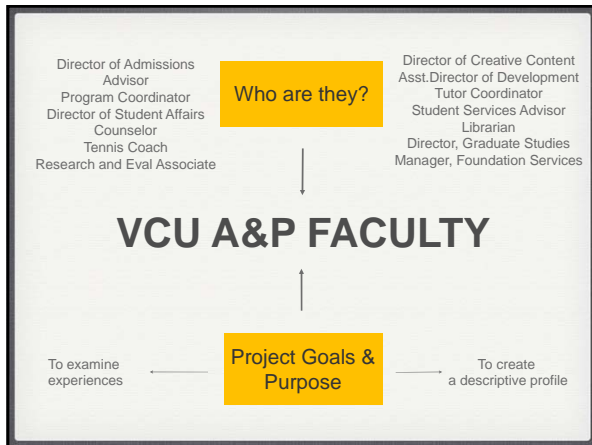 Director of Admissions
Advisor
Program Coordinator
Director of Student Affairs
Counselor
Tennis Coach
Research and Eval Associate
Who are they?
Director of Creative Content
Asst.Director of Development
Tutor Coordinator
Student Services Advisor
Librarian
Director, Graduate Studies
Manager, Foundation Services
VCU A&P FACULTY
To examine
experiences
Project Goals &
Purpose
To create
a descriptive profile